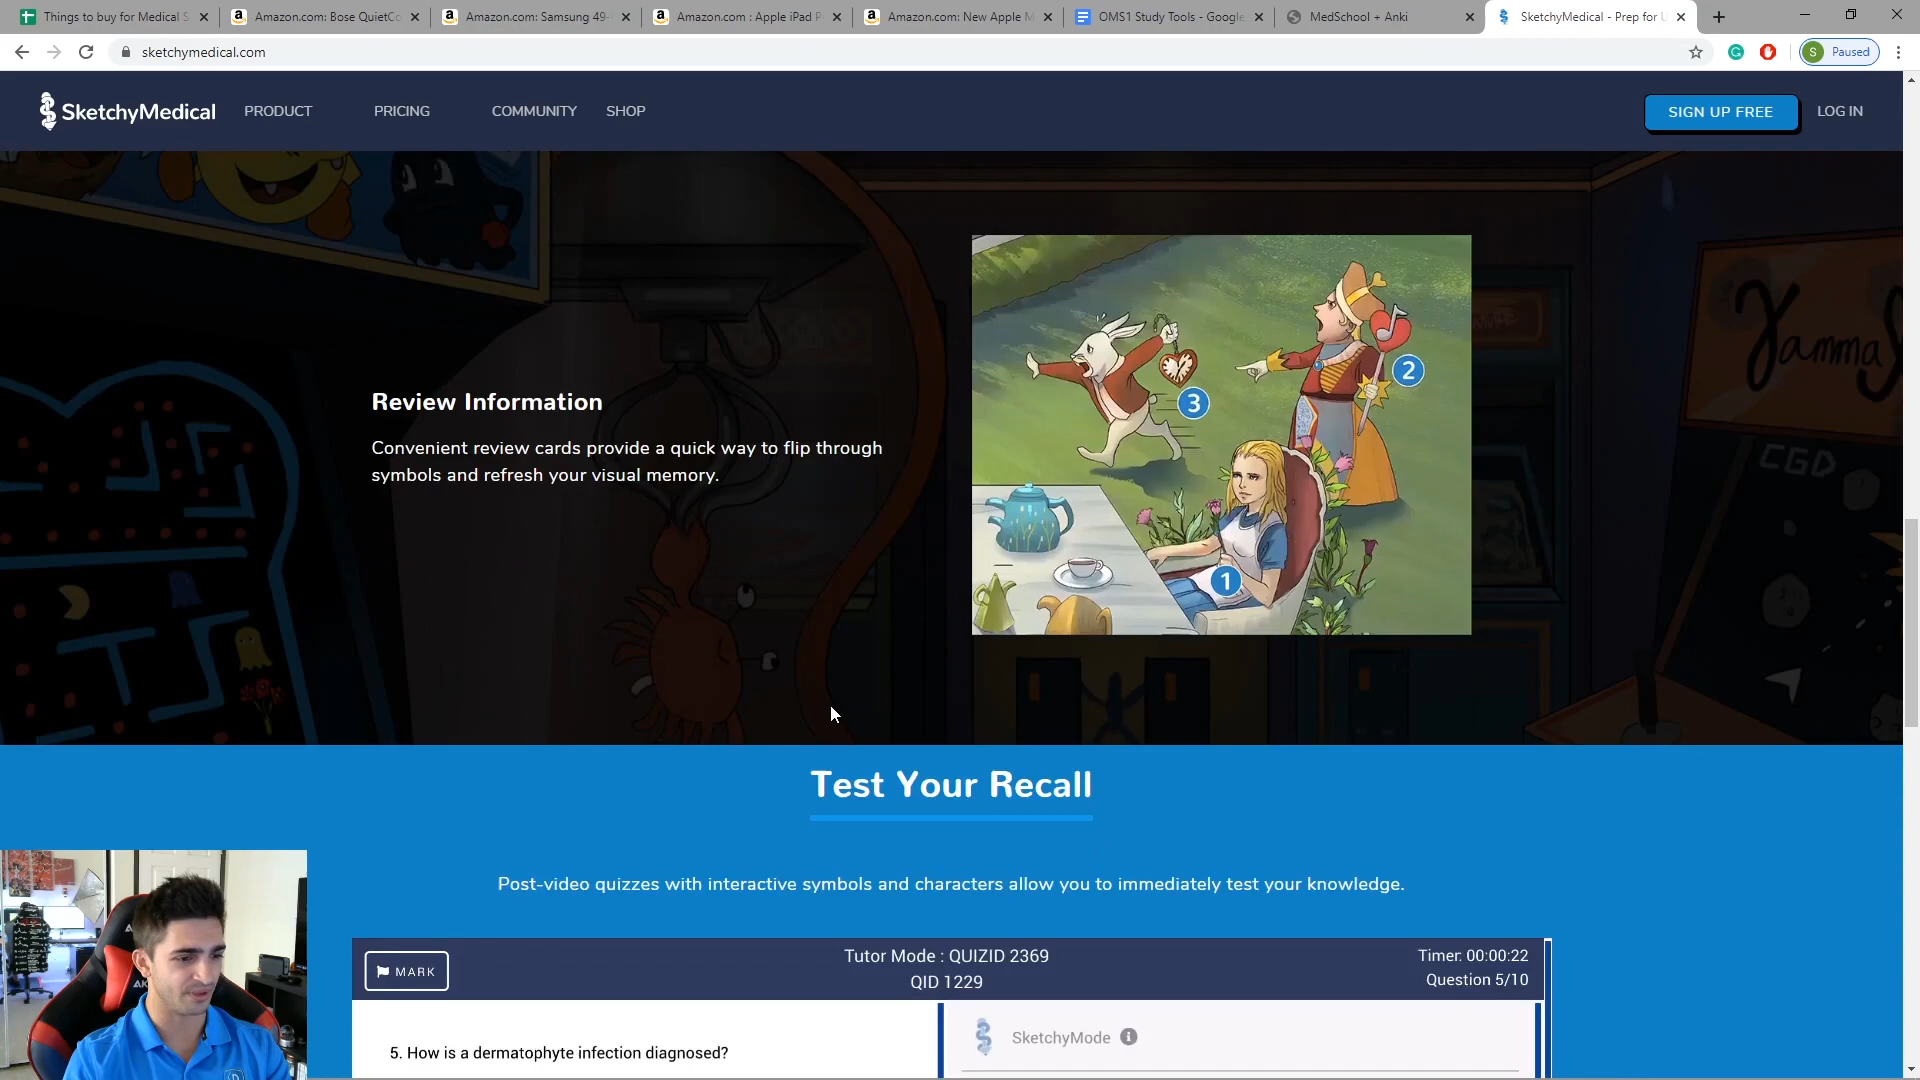 Things to buy for Medical S
Amazon.com: Bose QuietCo
Amazon.com: Samsung 49-
Amazon.com : Apple iPad P
Amazon.com: New Apple M
OMS1 Study Tools - Google
MedSchool + Anki
SketchyMedical - Prep for U
sketchymedical.com
S Paused
SketchyMedical
PRODUCT
PRICING
COMMUNITY
SHOP
SIGN UP FREE
LOG IN
Gamma
CGD
3
2
1
Review Information
Convenient review cards provide a quick way to flip through
symbols and refresh your visual memory.
Test Your Recall
Post-video quizzes with interactive symbols and characters allow you to immediately test your knowledge.
MARK
Tutor Mode : QUIZID 2369
QID 1229
Timer: 00:00:22
Question 5/10
5. How is a dermatophyte infection diagnosed?
SketchyMode